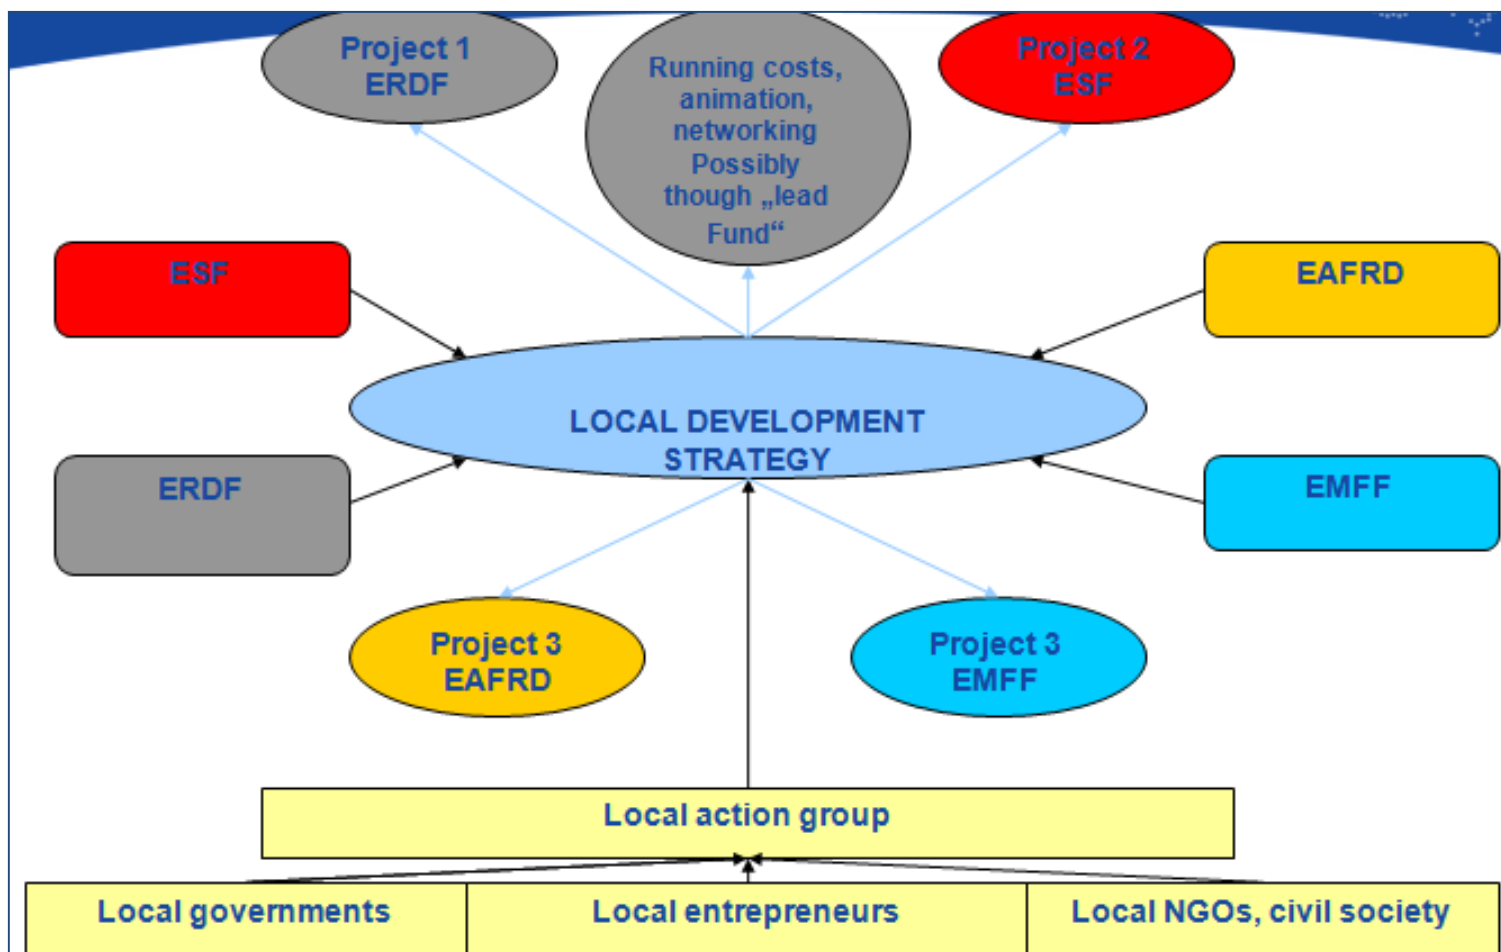 Project 1
ERDF
Running costs,
animation,
networking
Possibly
though „lead
Fund“
Project 2
ESF
ESF
EAFRD
LOCAL DEVELOPMENT
STRATEGY
ERDF
EMFF
Project 3
EAFRD
Project 3
EMFF
Local action group
Local governments
Local entrepreneurs
Local NGOs, civil society